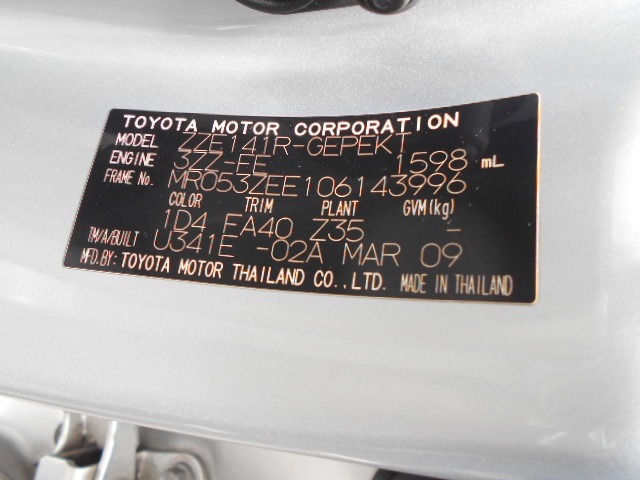 TOYOTA MOTOR CORPORATION
MODEL ZZE141R-GEPEKT
ENGINE 3ZZ-FE 1598 mL
FRAME No. MR053ZEE106143996
COLOR TRIM PLANT GVM(kg)
1D4 FA40 Z35 -
TM/A/BUILT U341E -02A MAR 09
MFD.BY: TOYOTA MOTOR THAILAND CO.,LTD. MADE IN THAILAND